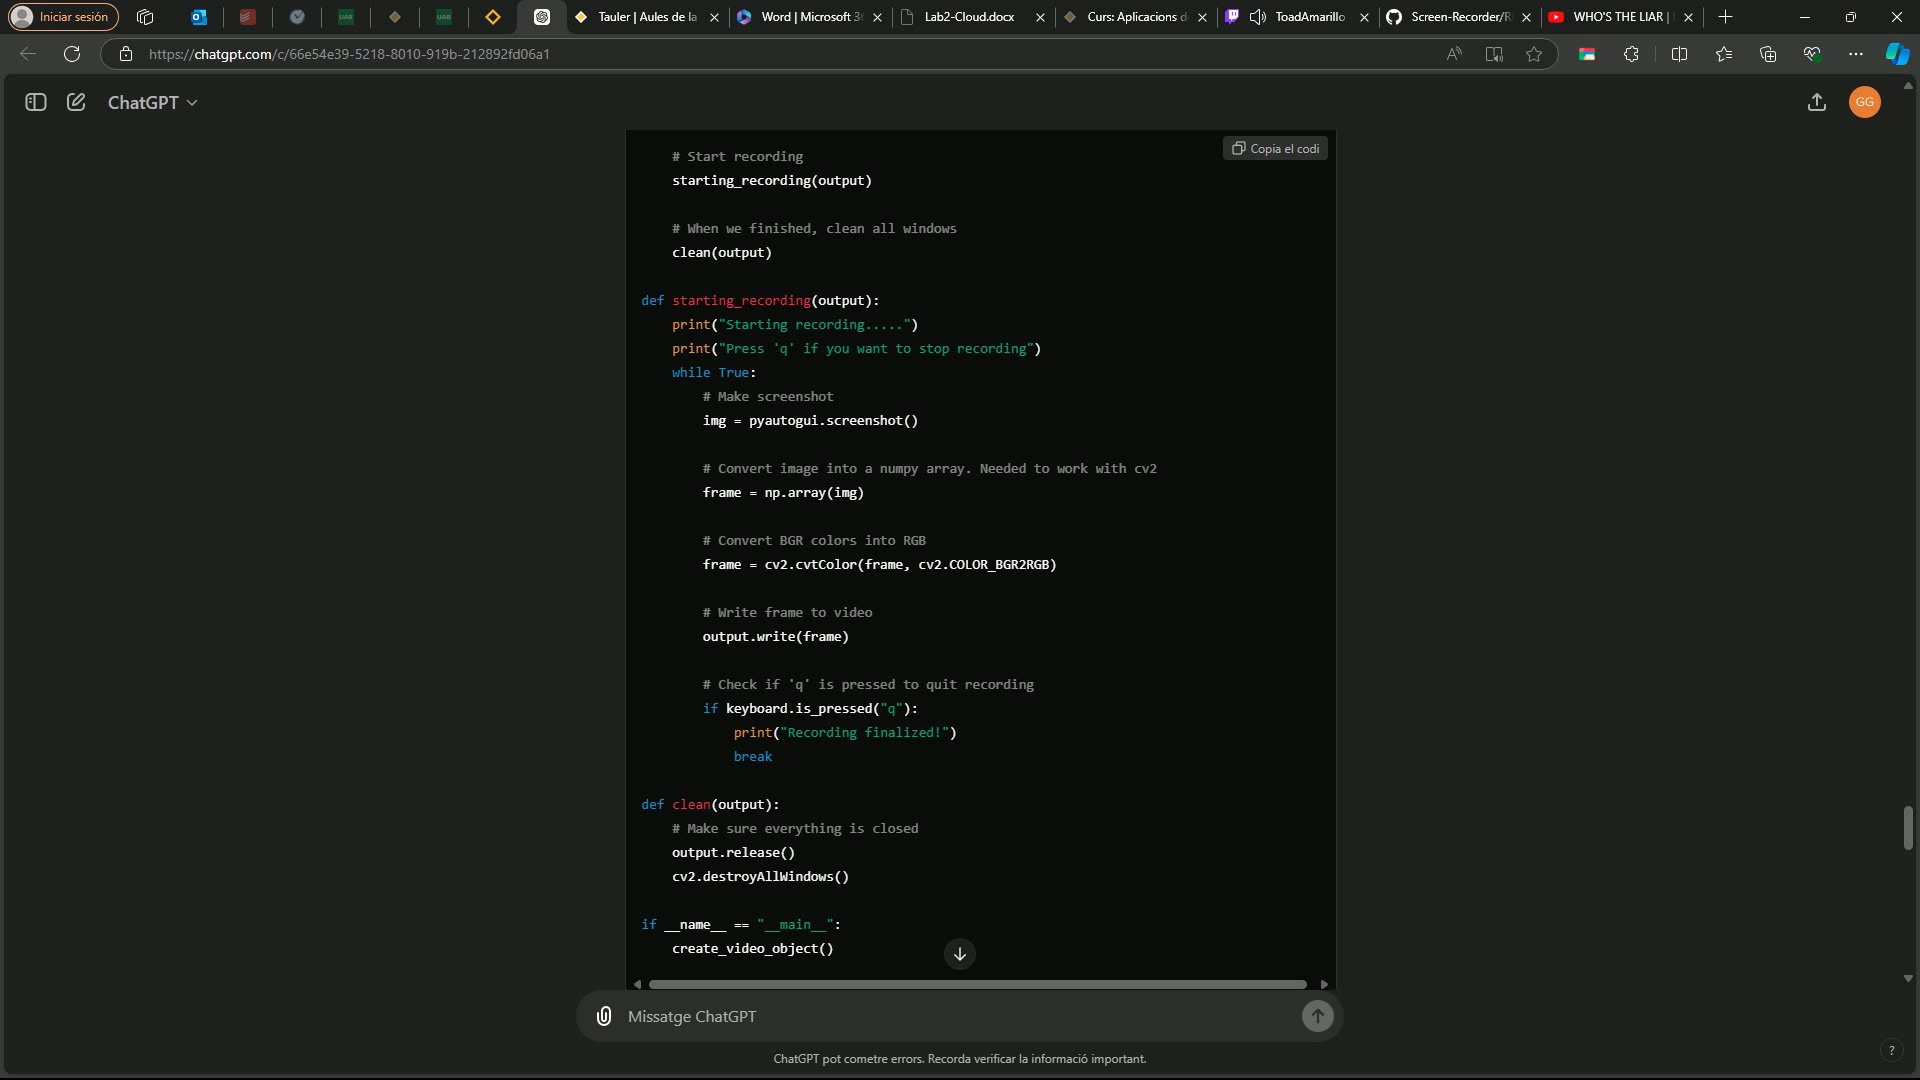 Iniciar sesión
UAB
UAB
Tauler | Aules de la
Word | Microsoft 3
Lab2-Cloud.docx
Curs: Aplicacions d
ToadAmarillo
Screen-Recorder/R
WHO'S THE LIAR |
https://chatgpt.com/c/66e54e39-5218-8010-919b-212892fd06a1
ChatGPT
GG
Copia el codi
# Start recording
starting_recording(output)
# When we finished, clean all windows
clean(output)
def starting_recording(output):
print("Starting recording.....")
print("Press 'q' if you want to stop recording")
while True:
# Make screenshot
img = pyautogui.screenshot()
# Convert image into a numpy array. Needed to work with cv2
frame = np.array(img)
# Convert BGR colors into RGB
frame = cv2.cvtColor(frame, cv2.COLOR_BGR2RGB)
# Write frame to video
output.write(frame)
# Check if 'q' is pressed to quit recording
if keyboard.is_pressed("q"):
print("Recording finalized!")
break
def clean(output):
# Make sure everything is closed
output.release()
cv2.destroyAllWindows()
if __name__ == "__main__":
create_video_object()
Missatge ChatGPT
ChatGPT pot cometre errors. Recorda verificar la informació important.
?